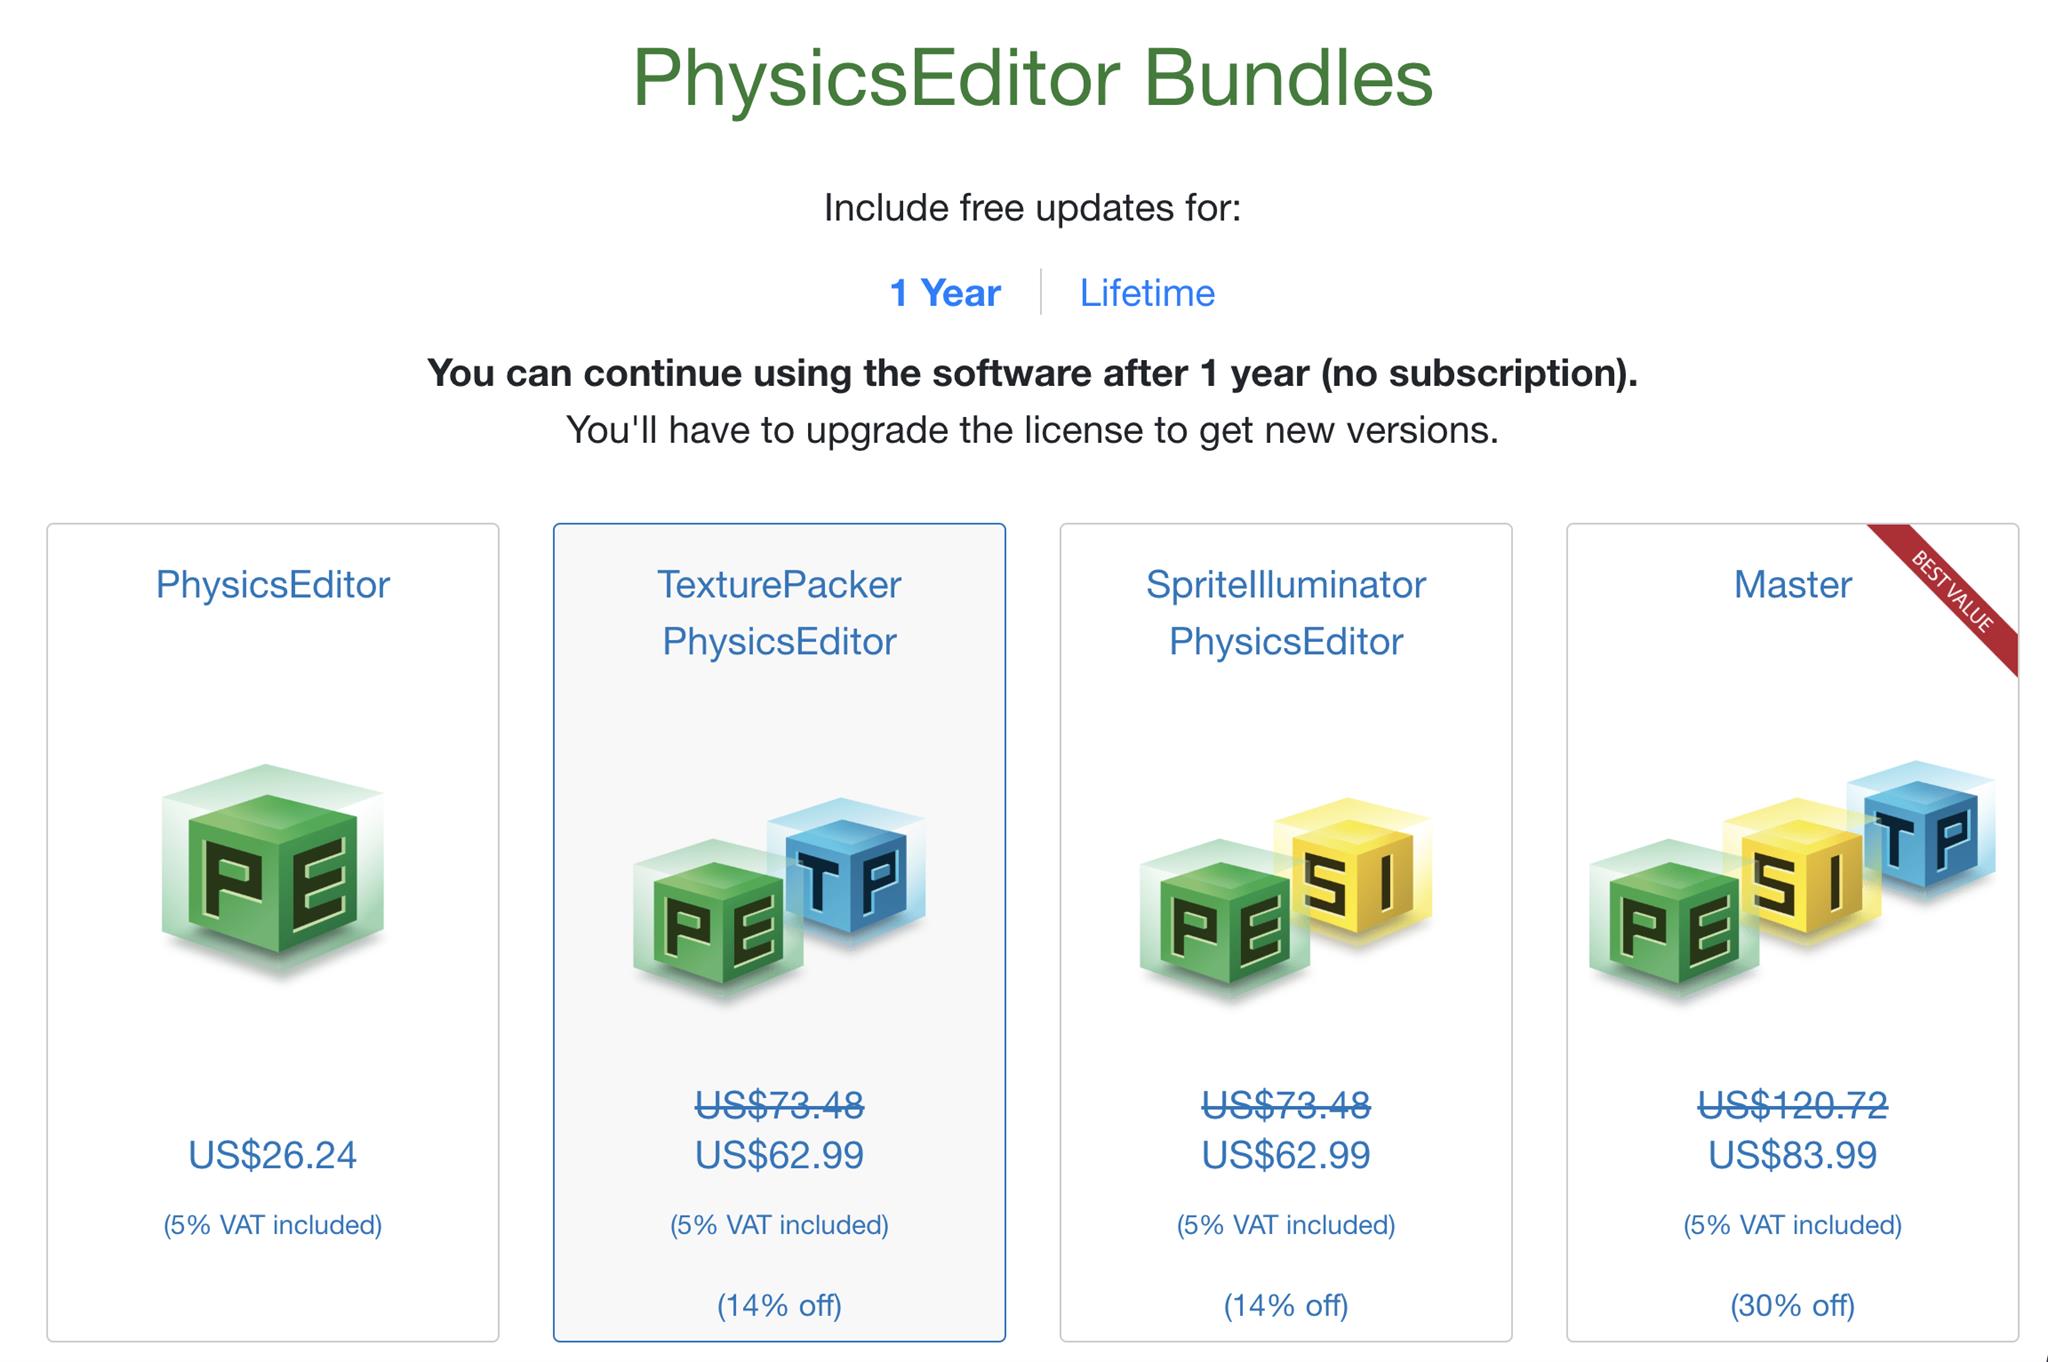 PhysicsEditor Bundles
Include free updates for:
1 Year
Lifetime
You can continue using the software after 1 year (no subscription).
You'll have to upgrade the license to get new versions.
PhysicsEditor
PE
US$26.24
(5% VAT included)
TexturePacker
PhysicsEditor
PE
TP
US$73.48
US$62.99
(5% VAT included)
(14% off)
SpriteIlluminator
PhysicsEditor
PE
SI
US$73.48
US$62.99
(5% VAT included)
(14% off)
Master
BEST VALUE
PE
SI
TP
US$120.72
US$83.99
(5% VAT included)
(30% off)